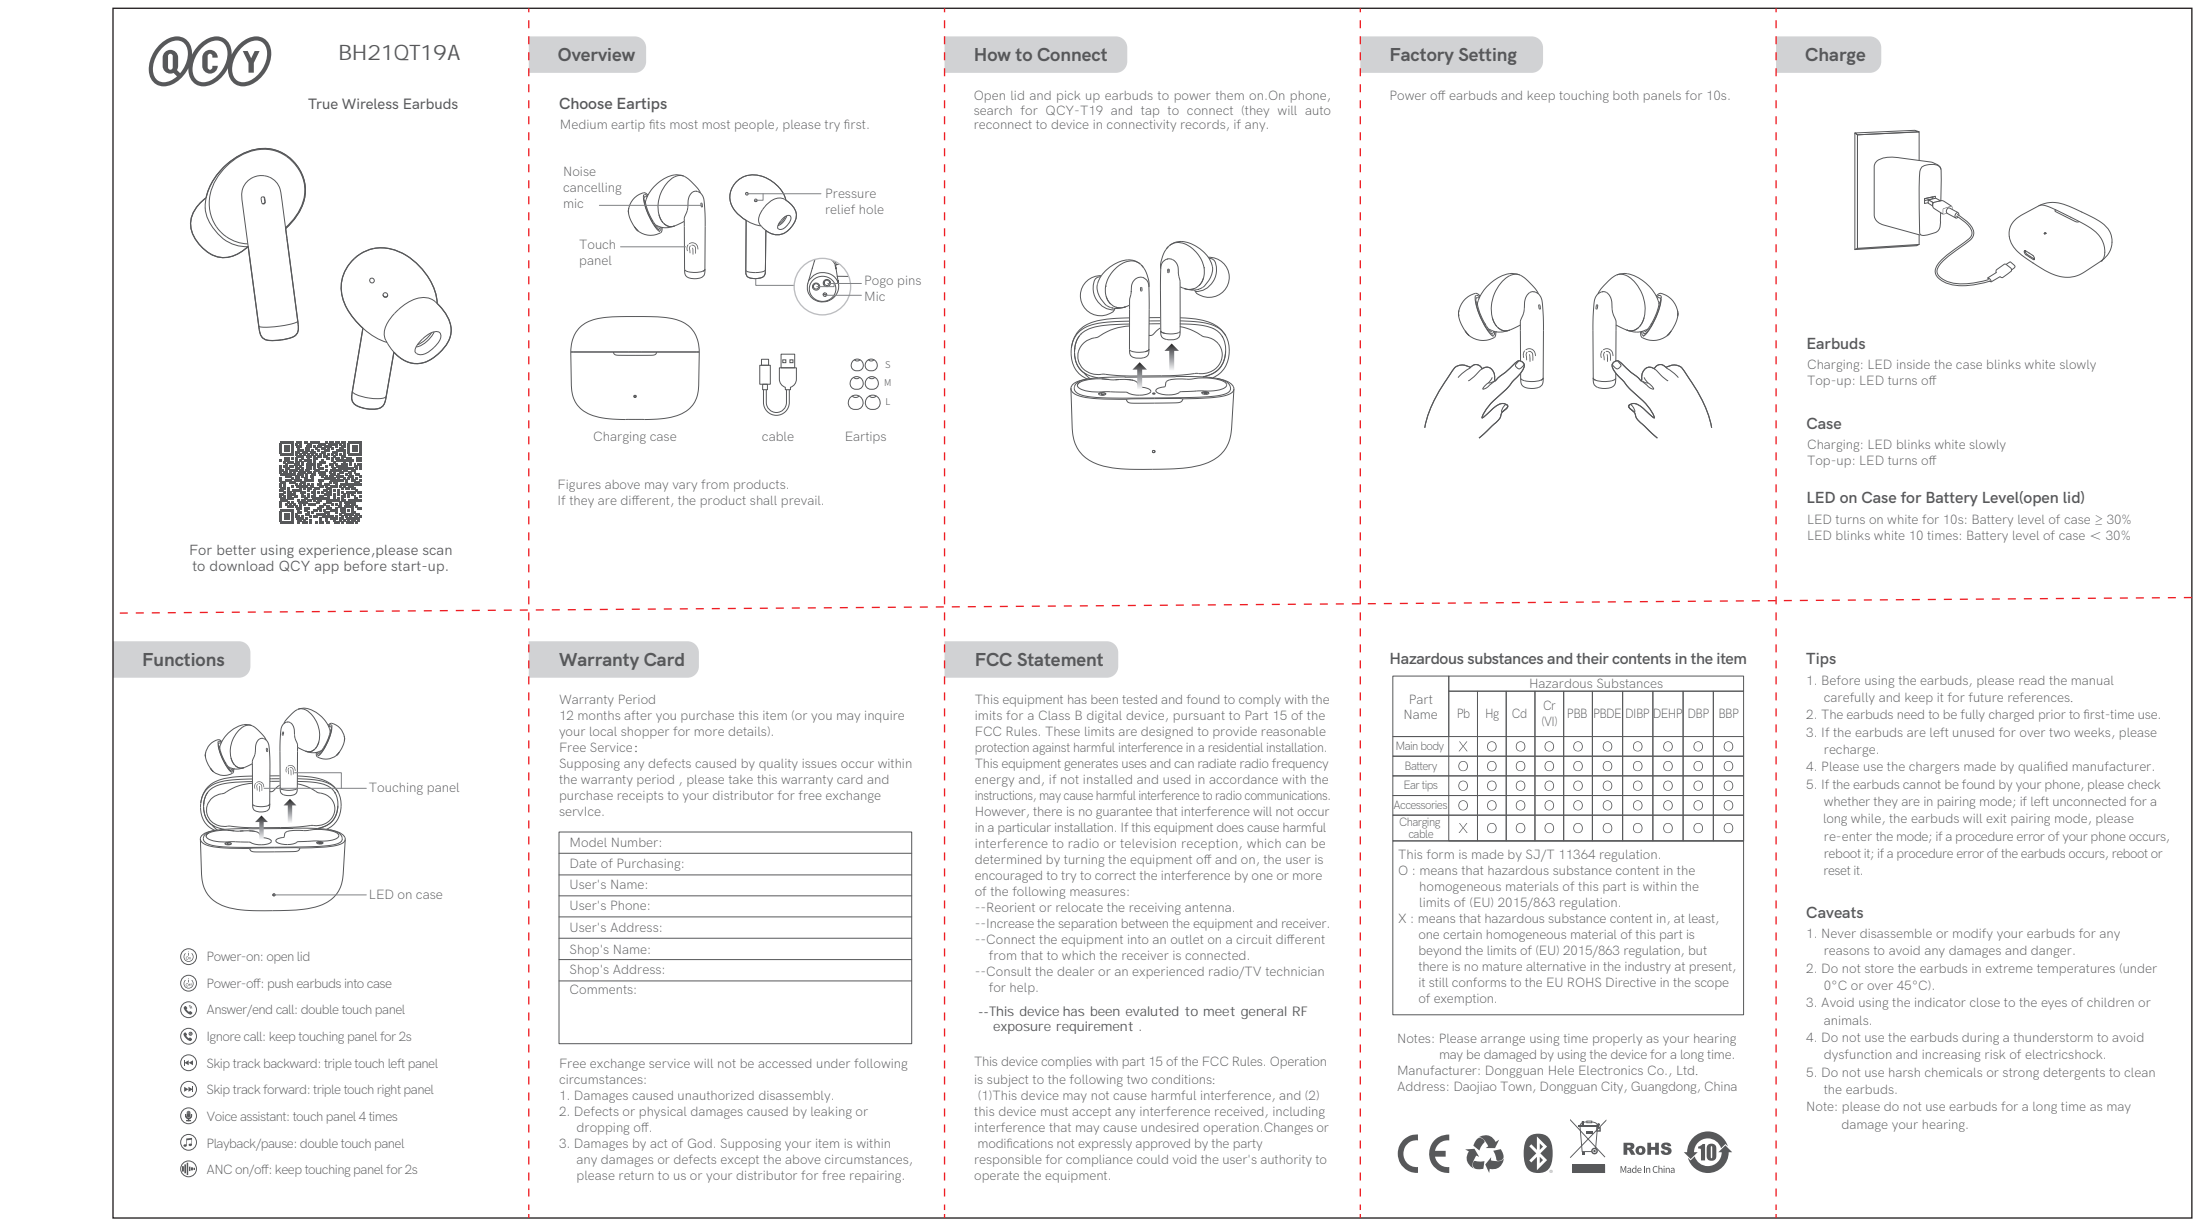 QCY
BH21QT19A
True Wireless Earbuds
For better using experience,please scan
to download QCY app before start-up.
Overview
Choose Eartips
Medium eartip fits most most people, please try first.
Noise
cancelling
mic
Touch
panel
Pressure
relief hole
Pogo pins
Mic
S
M
L
Charging case
cable
Eartips
Figures above may vary from products.
If they are different, the product shall prevail.
How to Connect
Open lid and pick up earbuds to power them on.On phone,
search for QCY-T19 and tap to connect (they will auto
reconnect to device in connectivity records, if any.
Factory Setting
Power off earbuds and keep touching both panels for 10s.
Charge
Earbuds
Charging: LED inside the case blinks white slowly
Top-up: LED turns off
Case
Charging: LED blinks white slowly
Top-up: LED turns off
LED on Case for Battery Level(open lid)
LED turns on white for 10s: Battery level of case ≥ 30%
LED blinks white 10 times: Battery level of case < 30%
Functions
Touching panel
LED on case
Power-on: open lid
Power-off: push earbuds into case
Answer/end call: double touch panel
Ignore call: keep touching panel for 2s
Skip track backward: triple touch left panel
Skip track forward: triple touch right panel
Voice assistant: touch panel 4 times
Playback/pause: double touch panel
ANC on/off: keep touching panel for 2s
Warranty Card
Warranty Period
12 months after you purchase this item (or you may inquire
your local shopper for more details).
Free Service:
Supposing any defects caused by quality issues occur within
the warranty period , please take this warranty card and
purchase receipts to your distributor for free exchange
service.
Model Number:
Date of Purchasing:
User's Name:
User's Phone:
User's Address:
Shop's Name:
Shop's Address:
Comments:
Free exchange service will not be accessed under following
circumstances:
1. Damages caused unauthorized disassembly.
2. Defects or physical damages caused by leaking or
dropping off.
3. Damages by act of God. Supposing your item is within
any damages or defects except the above circumstances,
please return to us or your distributor for free repairing.
FCC Statement
This equipment has been tested and found to comply with the
imits for a Class B digital device, pursuant to Part 15 of the
FCC Rules. These limits are designed to provide reasonable
protection against harmful interference in a residential installation.
This equipment generates uses and can radiate radio frequency
energy and, if not installed and used in accordance with the
instructions, may cause harmful interference to radio communications.
However, there is no guarantee that interference will not occur
in a particular installation. If this equipment does cause harmful
interference to radio or television reception, which can be
determined by turning the equipment off and on, the user is
encouraged to try to correct the interference by one or more
of the following measures:
--Reorient or relocate the receiving antenna.
--Increase the separation between the equipment and receiver.
--Connect the equipment into an outlet on a circuit different
from that to which the receiver is connected.
--Consult the dealer or an experienced radio/TV technician
for help.
--This device has been evaluted to meet general RF
exposure requirement .
This device complies with part 15 of the FCC Rules. Operation
is subject to the following two conditions:
(1)This device may not cause harmful interference, and (2)
this device must accept any interference received, including
interference that may cause undesired operation.Changes or
modifications not expressly approved by the party
responsible for compliance could void the user's authority to
operate the equipment.
Hazardous substances and their contents in the item
Part Name Hazardous Substances
Pb Hg Cd Cr (VI) PBB PBDE DIBP DEHP DBP BBP
Main body X O O O O O O O O O
Battery O O O O O O O O O O
Ear tips O O O O O O O O O O
Accessories O O O O O O O O O O
Charging cable X O O O O O O O O O
This form is made by SJ/T 11364 regulation.
O : means that hazardous substance content in the
homogeneous materials of this part is within the
limits of (EU) 2015/863 regulation.
X : means that hazardous substance content in, at least,
one certain homogeneous material of this part is
beyond the limits of (EU) 2015/863 regulation, but
there is no mature alternative in the industry at present,
it still conforms to the EU ROHS Directive in the scope
of exemption.
Notes: Please arrange using time properly as your hearing
may be damaged by using the device for a long time.
Manufacturer: Dongguan Hele Electronics Co., Ltd.
Address: Daojiao Town, Dongguan City, Guangdong, China
CE
RoHS
Made In China
10
Tips
1. Before using the earbuds, please read the manual
carefully and keep it for future references.
2. The earbuds need to be fully charged prior to first-time use.
3. If the earbuds are left unused for over two weeks, please
recharge.
4. Please use the chargers made by qualified manufacturer.
5. If the earbuds cannot be found by your phone, please check
whether they are in pairing mode; if left unconnected for a
long while, the earbuds will exit pairing mode, please
re-enter the mode; if a procedure error of your phone occurs,
reboot it; if a procedure error of the earbuds occurs, reboot or
reset it.
Caveats
1. Never disassemble or modify your earbuds for any
reasons to avoid any damages and danger.
2. Do not store the earbuds in extreme temperatures (under
0°C or over 45°C).
3. Avoid using the indicator close to the eyes of children or
animals.
4. Do not use the earbuds during a thunderstorm to avoid
dysfunction and increasing risk of electricshock.
5. Do not use harsh chemicals or strong detergents to clean
the earbuds.
Note: please do not use earbuds for a long time as may
damage your hearing.